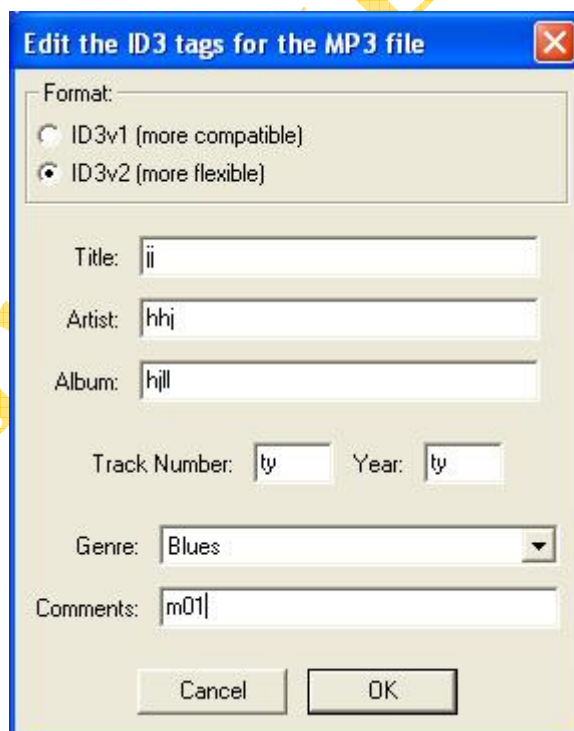 Edit the ID3 tags for the MP3 file
Format:
ID3v1 (more compatible)
ID3v2 (more flexible)
Title: jj
Artist: hhj
Album: hjll
Track Number: ty Year: ty
Genre: Blues
Comments: m01
Cancel OK